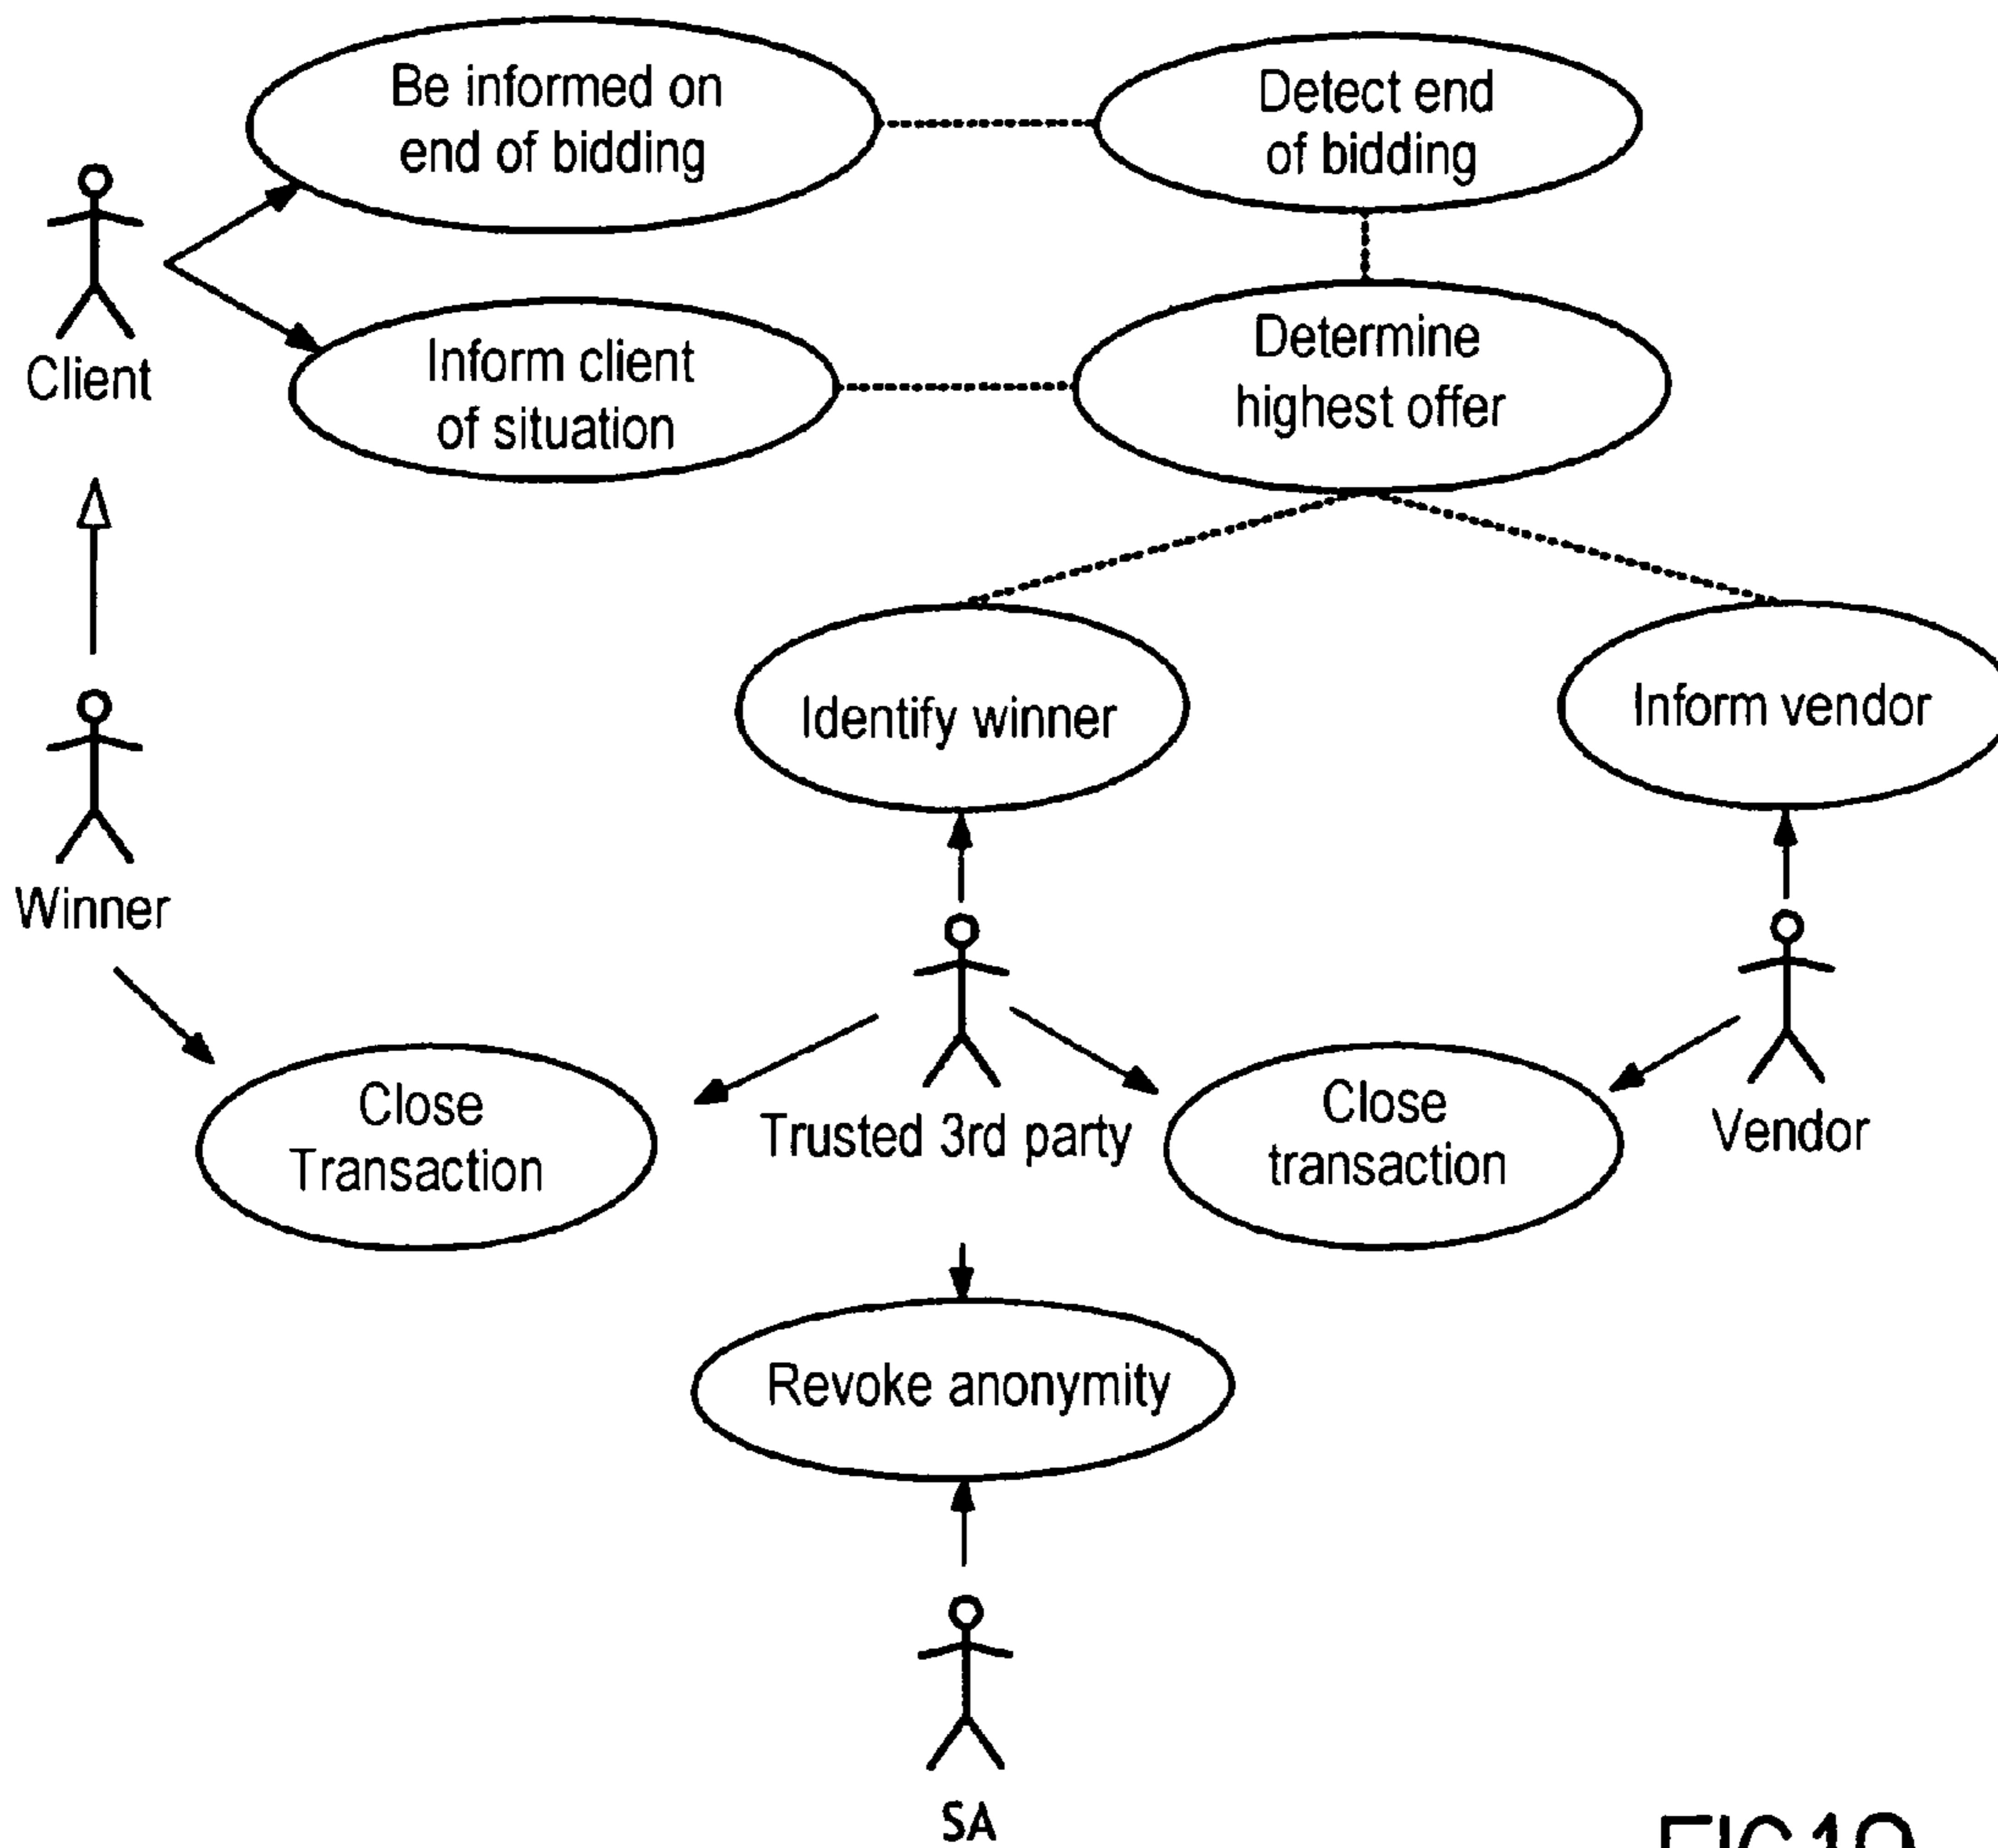 Be informed on
end of bidding
Detect end
of bidding
Client
Inform client
of situation
Determine
highest offer
Identify winner
Inform vendor
Winner
Close
Transaction
Trusted 3rd party
Close
transaction
Vendor
Revoke anonymity
SA